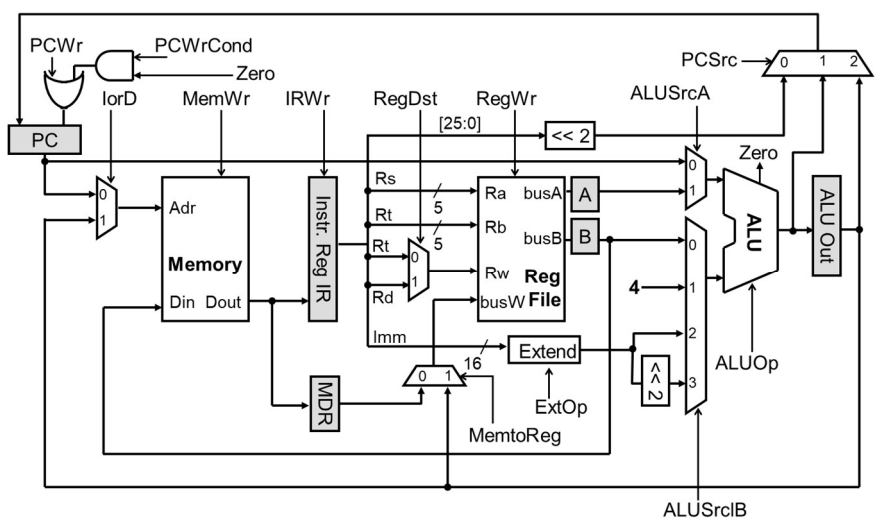 PCWr
PCWrCond
Zero
PCSrc
0 1 2
IorD
MemWr
IRWr
RegDst
RegWr
ALUSrcA
[25:0]
<< 2
PC
Zero
0
1
Adr
Memory
Din Dout
Instr. Reg IR
Rs
5
Rt
5
Rt
0
1
Rd
Ra busA
Rb
busB
Rw
Reg
File
busW
A
B
0
1
ALU
ALU Out
0
4
1
2
3
Imm
16
Extend
<< 2
ALUOp
MDR
0 1
ExtOp
MemtoReg
ALUSrclB